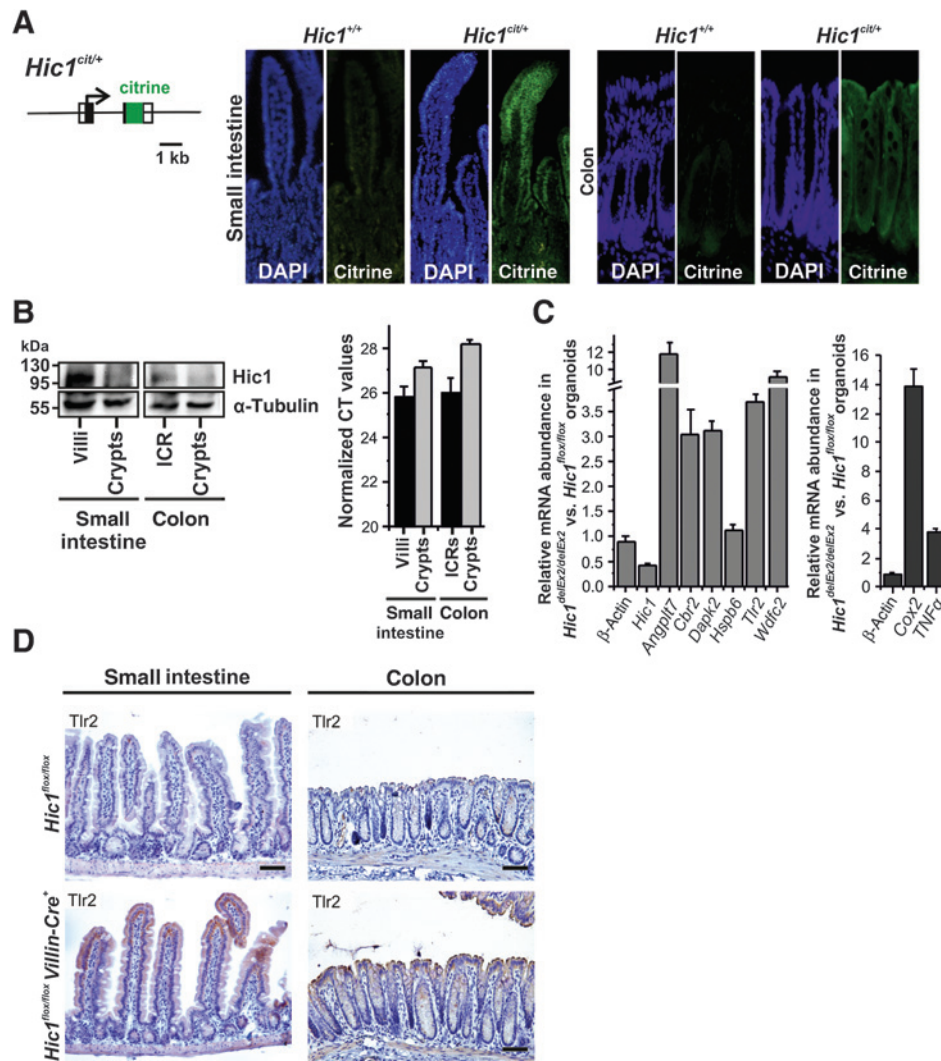 A
Hic1cit/+
citrine
1 kb
Small intestine
Hic1+/+
Hic1cit/+
DAPI
Citrine
DAPI
Citrine
Colon
Hic1+/+
Hic1cit/+
DAPI
Citrine
DAPI
Citrine
B
kDa
130
95
55
Hic1
α-Tubulin
Villi
Crypts
ICR
Crypts
Small
intestine
Colon
Normalized CT values
28
26
24
22
20
Villi
Crypts
ICRs
Crypts
Small
intestine
Colon
C
Relative mRNA abundance in
Hic1delEx2/delEx2 vs. Hic1flox/flox organoids
12
10
3.5
3.0
2.5
2.0
1.5
1.0
0.5
0.0
β-Actin
Hic1
Angptl7
Cbr2
Dapk2
Hspb6
Tlr2
Wdfc2
Relative mRNA abundance in
Hic1delEx2/delEx2 vs. Hic1flox/flox organoids
16
14
12
10
8
6
4
2
0
β-Actin
Cox2
TNFα
D
Small intestine
Colon
Hic1flox/flox
Tlr2
Tlr2
Hic1flox/flox Villin-Cre+
Tlr2
Tlr2